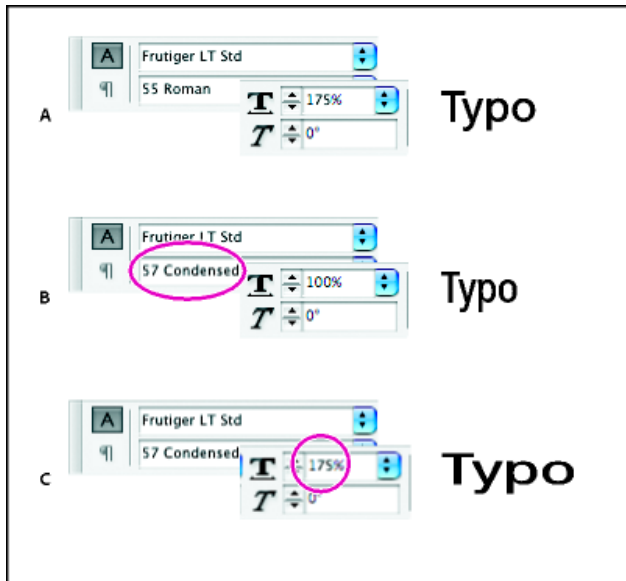 A
Frutiger LT Std
¶
55 Roman
T
175%
T
0°
A
Typo
A
Frutiger LT Std
¶
57 Condensed
T
100%
T
0°
B
Typo
A
Frutiger LT Std
¶
57 Condensed
T
175%
T
0°
C
Typo